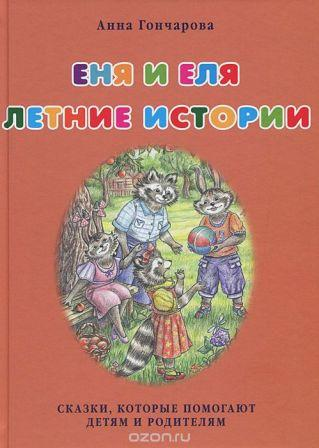 Анна Гончарова
ЕНЯ И ЕЛЯ
ЛЕТНИЕ ИСТОРИИ
СКАЗКИ, КОТОРЫЕ ПОМОГАЮТ
ДЕТЯМ И РОДИТЕЛЯМ
ozon.ru